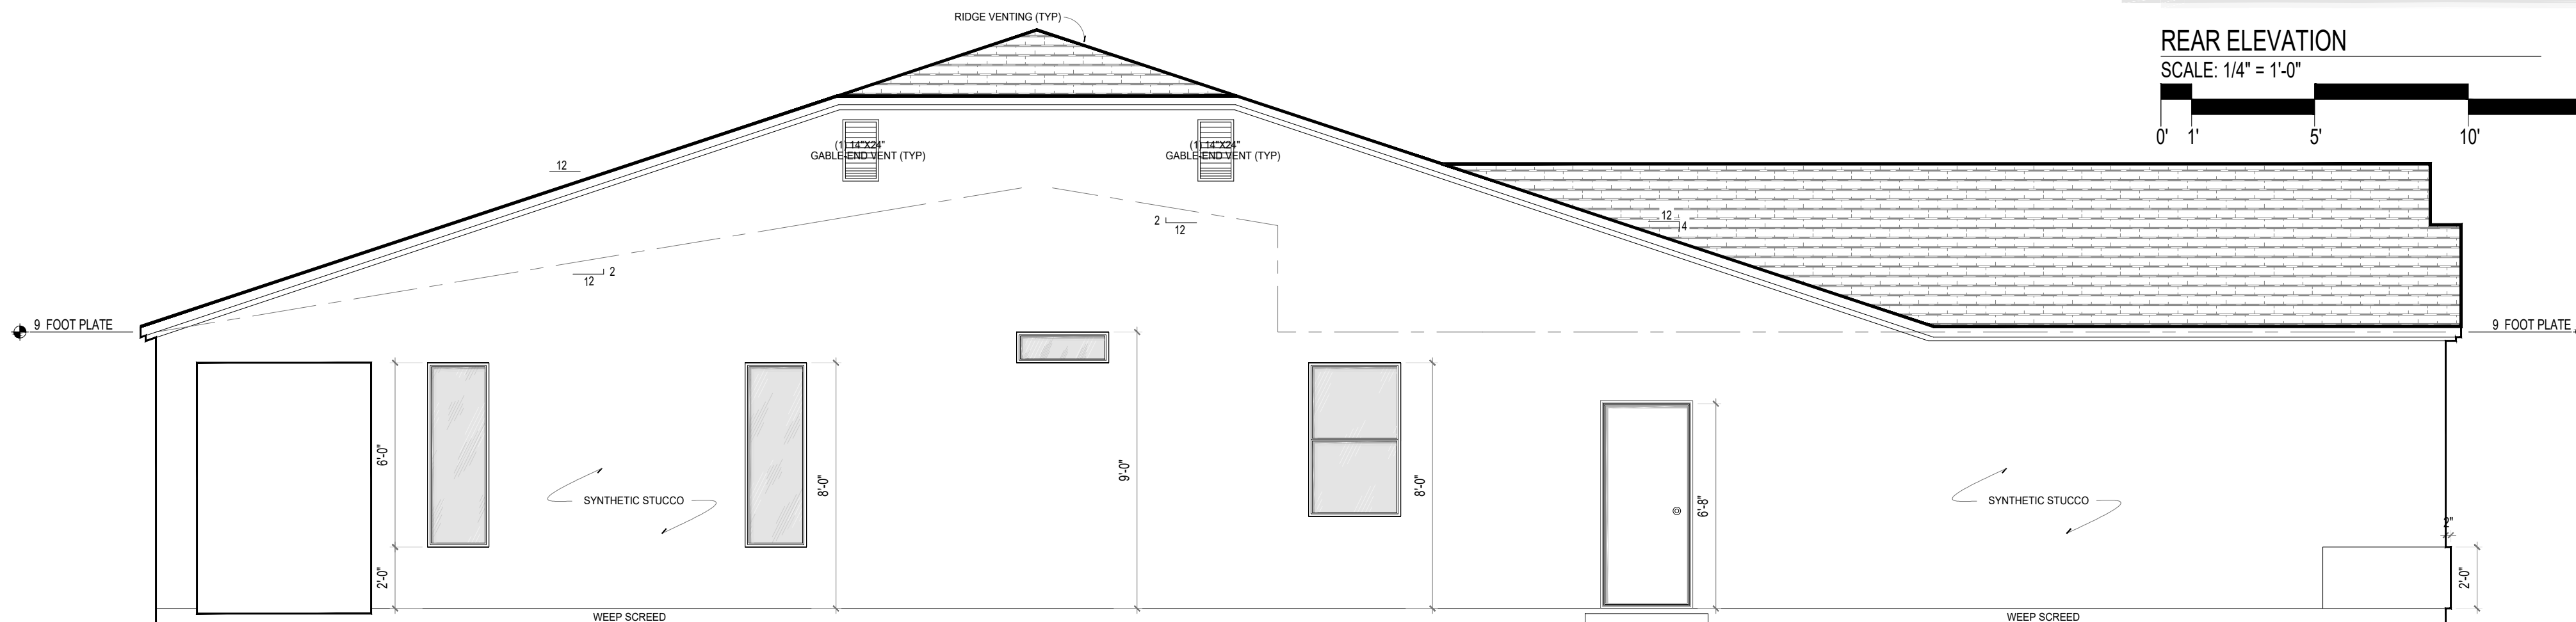 RIDGE VENTING (TYP)
REAR ELEVATION
SCALE: 1/4" = 1'-0"
0' 1' 5' 10'
(1) 14"X24"
GABLE-END VENT (TYP)
(1) 14"X24"
GABLE-END VENT (TYP)
12
2
12
12
4
2
12
9 FOOT PLATE
9 FOOT PLATE
6'-0"
2'-0"
SYNTHETIC STUCCO
8'-0"
9'-0"
8'-0"
6'-8"
SYNTHETIC STUCCO
2"
2'-0"
WEEP SCREED
WEEP SCREED